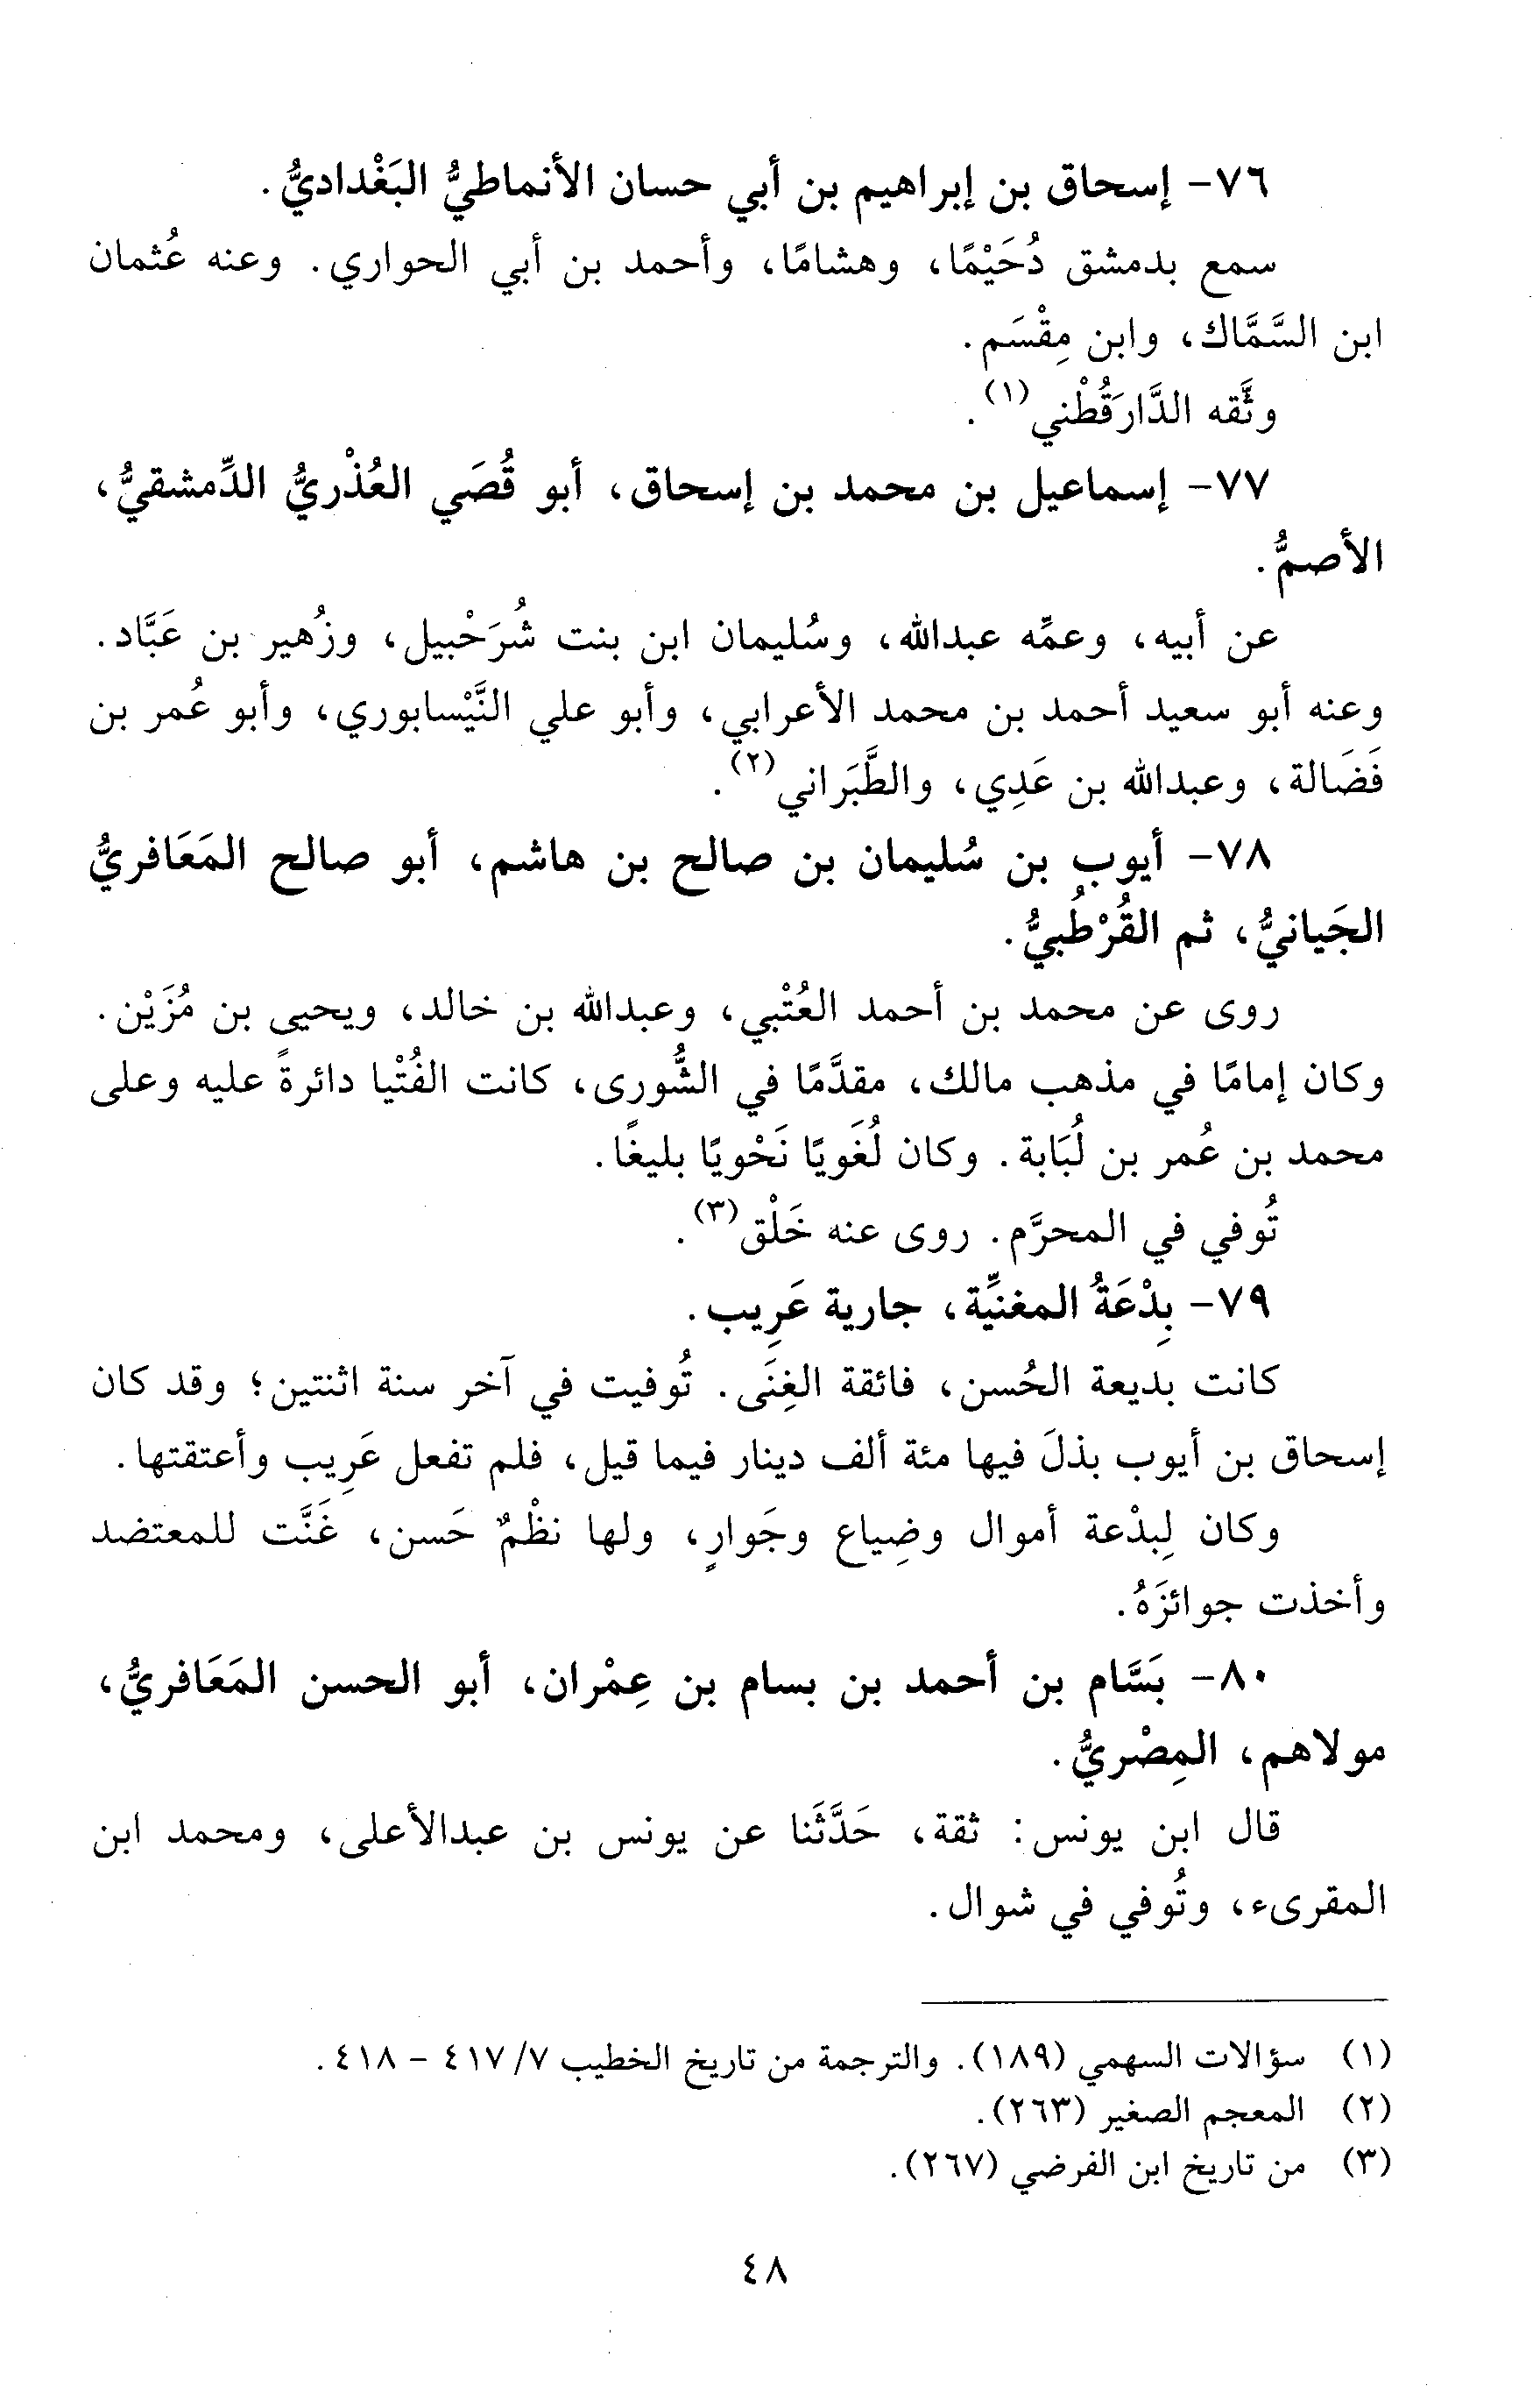 ٧٦- إسحاق بن إبراهيم بن أبي حسان الأنماطيُّ البَغْداديُّ.
سمع بدمشق دُحَيْمًا، وهشامًا، وأحمد بن أبي الحواري. وعنه عُثمان
ابن السَّمَّاك، وابن مِقْسَم.
وثَّقه الدَّارَقُطْني(١).
٧٧- إسماعيل بن محمد بن إسحاق، أبو قُصَي العُذْريُّ الدِّمشقيُّ،
الأصمُّ.
عن أبيه، وعمِّه عبدالله، وسُليمان ابن بنت شُرَحْبيل، وزُهير بن عَبَّاد.
وعنه أبو سعيد أحمد بن محمد الأعرابي، وأبو علي النَّيْسابوري، وأبو عُمر بن
فَضَالة، وعبدالله بن عَدِي، والطَّبَراني(٢).
٧٨- أيوب بن سُليمان بن صالح بن هاشم، أبو صالح المَعَافريُّ
الجَيانيُّ، ثم القُرْطُبيُّ.
روى عن محمد بن أحمد العُتْبي، وعبدالله بن خالد، ويحيى بن مُزَيْن.
وكان إمامًا في مذهب مالك، مقدَّمًا في الشُّورى، كانت الفُتْيا دائرةً عليه وعلى
محمد بن عُمر بن لُبَابة. وكان لُغَويًا نَحْويًا بليغًا.
تُوفي في المحرَّم. روى عنه خَلْق(٣).
٧٩- بِدْعَةُ المغنِّية، جارية عَرِيب.
كانت بديعة الحُسن، فائقة الغِنَى. تُوفيت في آخر سنة اثنتين؛ وقد كان
إسحاق بن أيوب بذلَ فيها مئة ألف دينار فيما قيل، فلم تفعل عَرِيب وأعتقتها.
وكان لِبدْعة أموال وضِياع وجَوارٍ، ولها نظْمٌ حَسن، غَنَّت للمعتضد
وأخذت جوائزَهُ.
٨٠- بَسَّام بن أحمد بن بسام بن عِمْران، أبو الحسن المَعَافريُّ،
مولاهم، المِصْريُّ.
قال ابن يونس: ثقة، حَدَّثَنا عن يونس بن عبدالأعلى، ومحمد ابن
المقرىء، وتُوفي في شوال.
(١) سؤالات السهمي (١٨٩). والترجمة من تاريخ الخطيب ٧/ ٤١٧ - ٤١٨.
(٢) المعجم الصغير (٢٦٣).
(٣) من تاريخ ابن الفرضي (٢٦٧).
٤٨